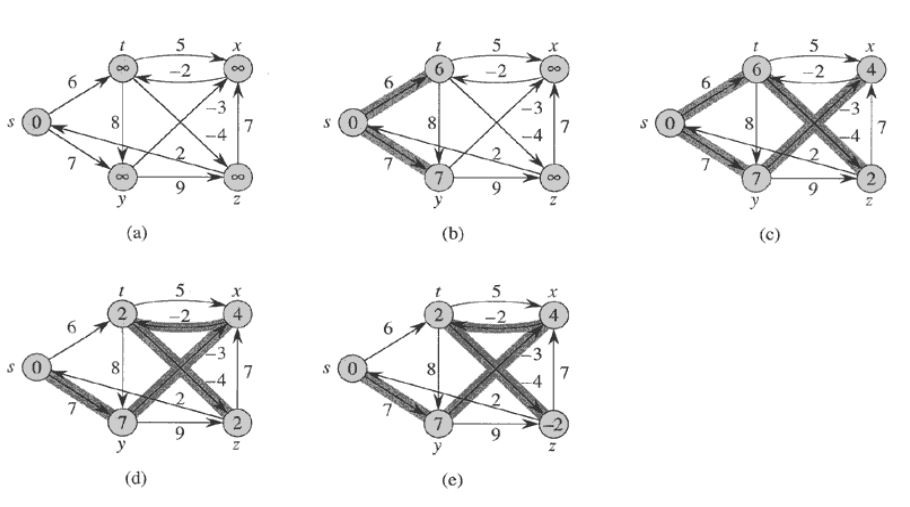 t 5 x
6 ∞ −2 ∞
s 0 8 −3 −4 7
7 2
∞ 9 ∞
y z
(a)
t 5 x
6 6 −2 ∞
s 0 8 −3 −4 7
7 2
7 9 ∞
y z
(b)
t 5 x
6 6 −2 4
s 0 8 −3 −4 7
7 2
7 9 2
y z
(c)
t 5 x
6 2 −2 4
s 0 8 −3 −4 7
7 2
7 9 2
y z
(d)
t 5 x
6 2 −2 4
s 0 8 −3 −4 7
7 2
7 9 −2
y z
(e)